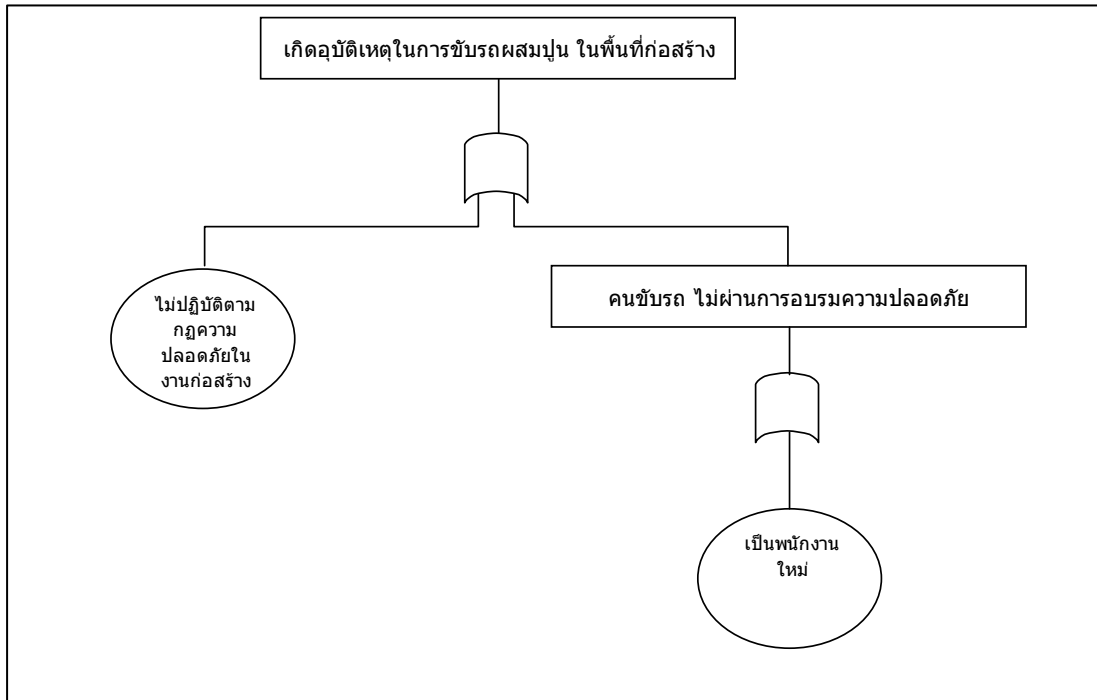 เกิดอุบัติเหตุในการขับรถผสมปูน ในพื้นที่ก่อสร้าง
ไม่ปฏิบัติตาม
กฏความ
ปลอดภัยใน
งานก่อสร้าง
คนขับรถ ไม่ผ่านการอบรมความปลอดภัย
เป็นพนักงาน
ใหม่